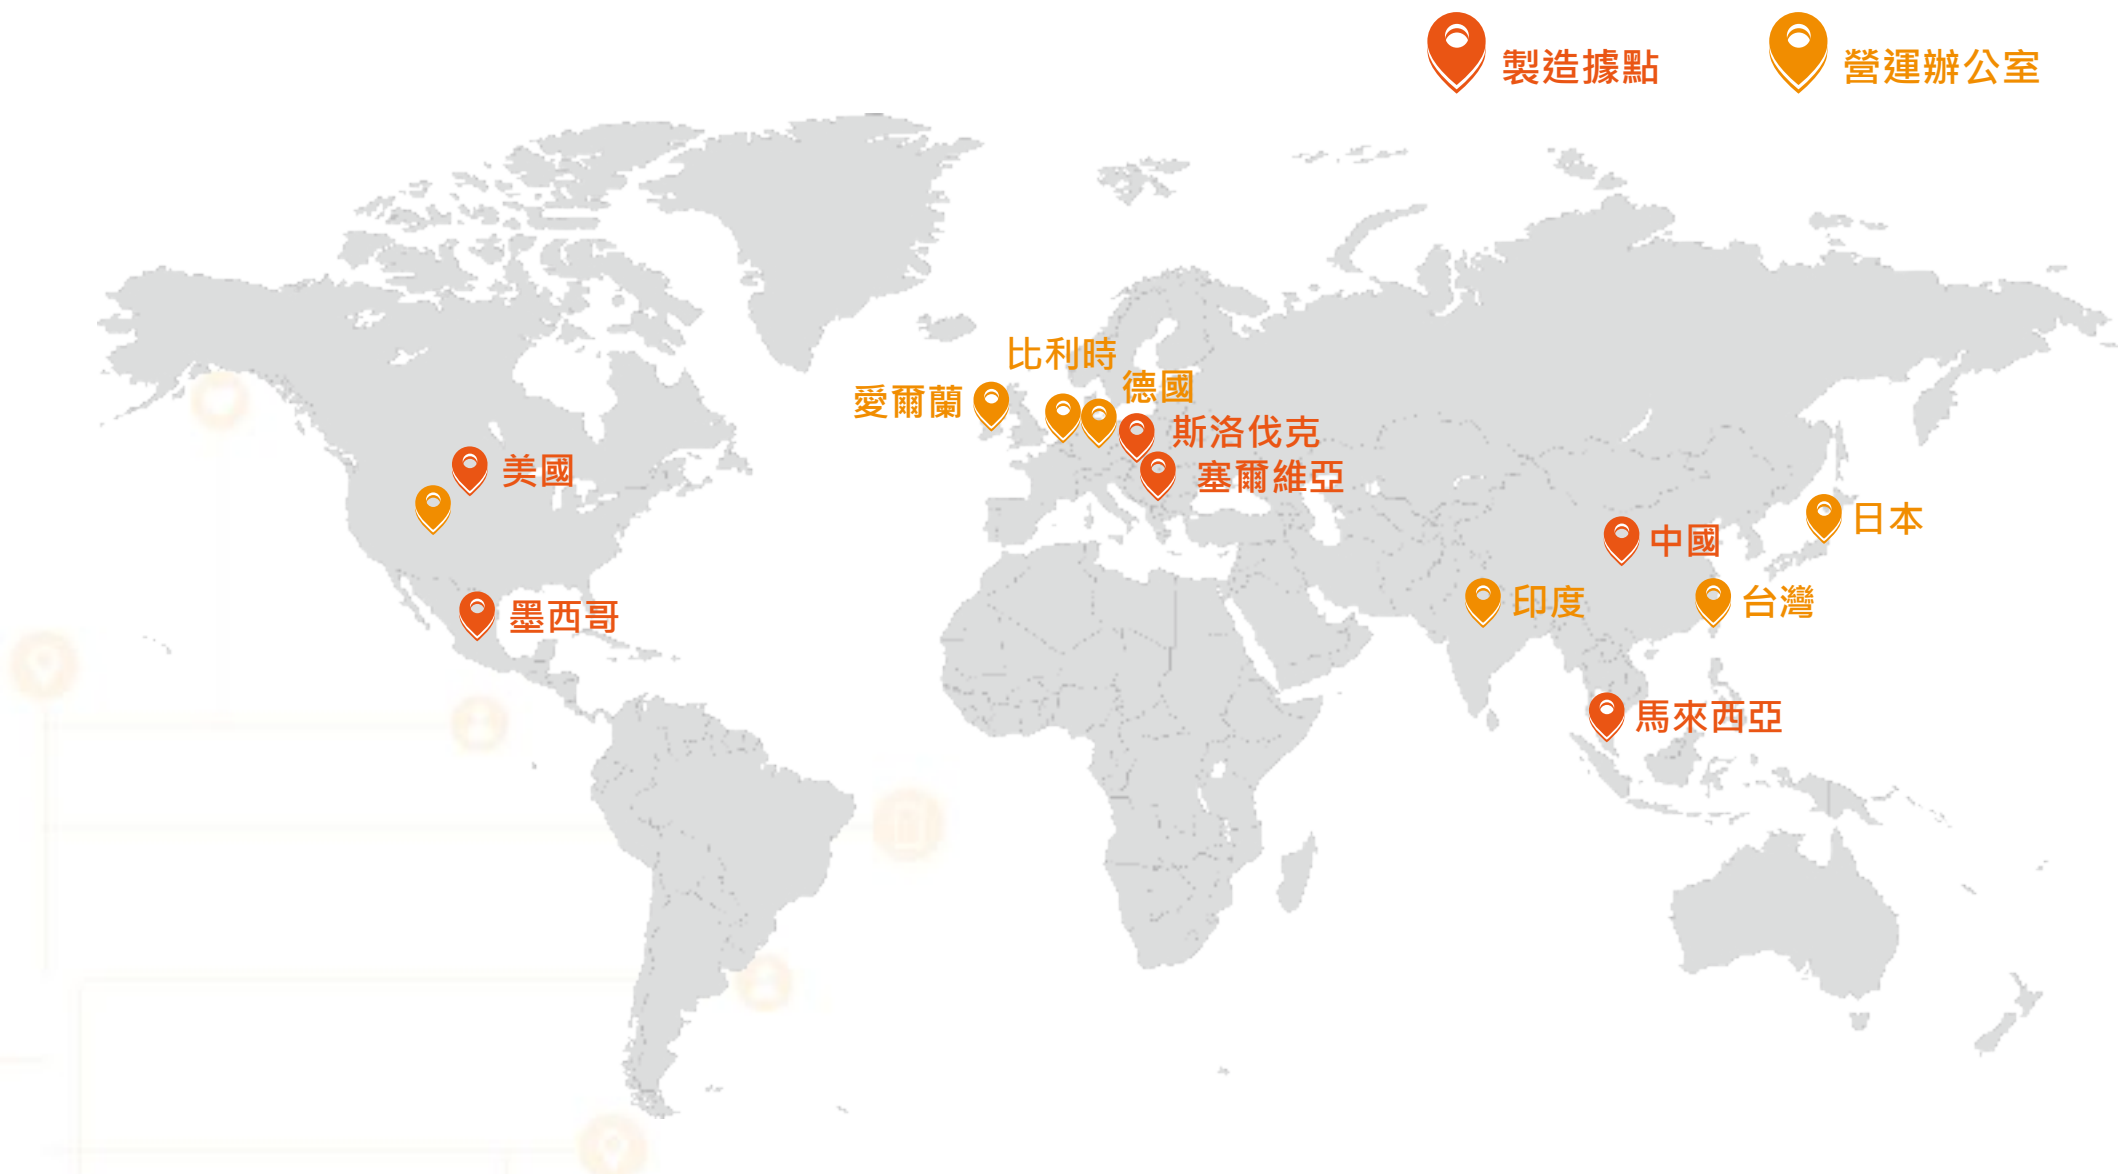 製造據點
營運辦公室
比利時
德國
愛爾蘭
斯洛伐克
美國
塞爾維亞
日本
中國
印度
台灣
墨西哥
馬來西亞